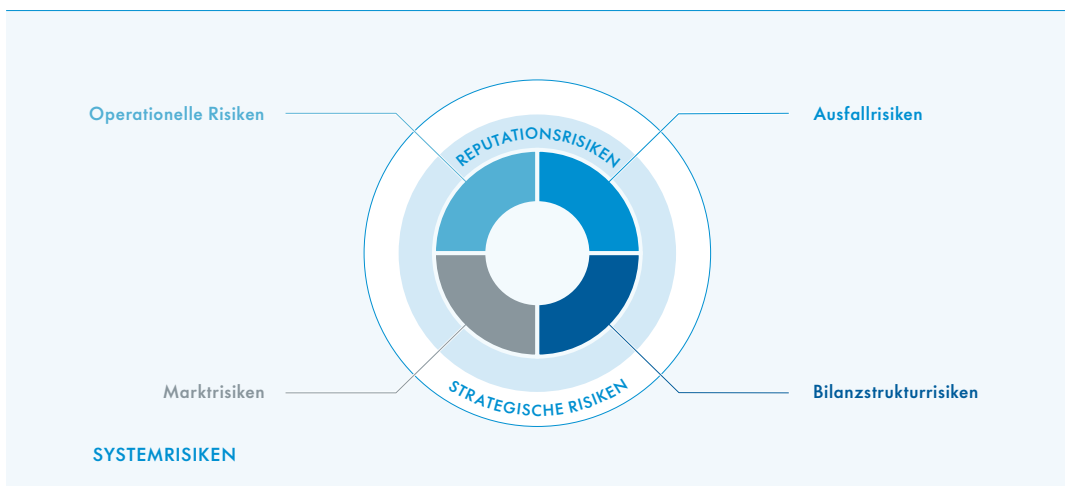 Operationelle Risiken
Ausfallrisiken
REPUTATIONSRISIKEN
STRATEGISCHE RISIKEN
Marktrisiken
Bilanzstrukturrisiken
SYSTEMRISIKEN